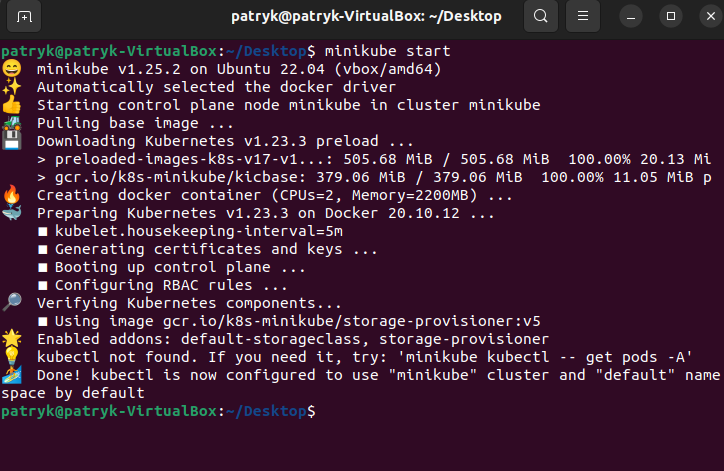 patryk@patryk-VirtualBox: ~/Desktop
patryk@patryk-VirtualBox:~/Desktop$ minikube start
😄 minikube v1.25.2 on Ubuntu 22.04 (vbox/amd64)
✨ Automatically selected the docker driver
👍 Starting control plane node minikube in cluster minikube
🚜 Pulling base image ...
💾 Downloading Kubernetes v1.23.3 preload ...
> preloaded-images-k8s-v17-v1...: 505.68 MiB / 505.68 MiB 100.00% 20.13 Mi
> gcr.io/k8s-minikube/kicbase: 379.06 MiB / 379.06 MiB 100.00% 11.05 MiB p
🔥 Creating docker container (CPUs=2, Memory=2200MB) ...
🐳 Preparing Kubernetes v1.23.3 on Docker 20.10.12 ...
▪ kubelet.housekeeping-interval=5m
▪ Generating certificates and keys ...
▪ Booting up control plane ...
▪ Configuring RBAC rules ...
🔎 Verifying Kubernetes components...
▪ Using image gcr.io/k8s-minikube/storage-provisioner:v5
🌟 Enabled addons: default-storageclass, storage-provisioner
💡 kubectl not found. If you need it, try: 'minikube kubectl -- get pods -A'
🏄 Done! kubectl is now configured to use "minikube" cluster and "default" name
space by default
patryk@patryk-VirtualBox:~/Desktop$